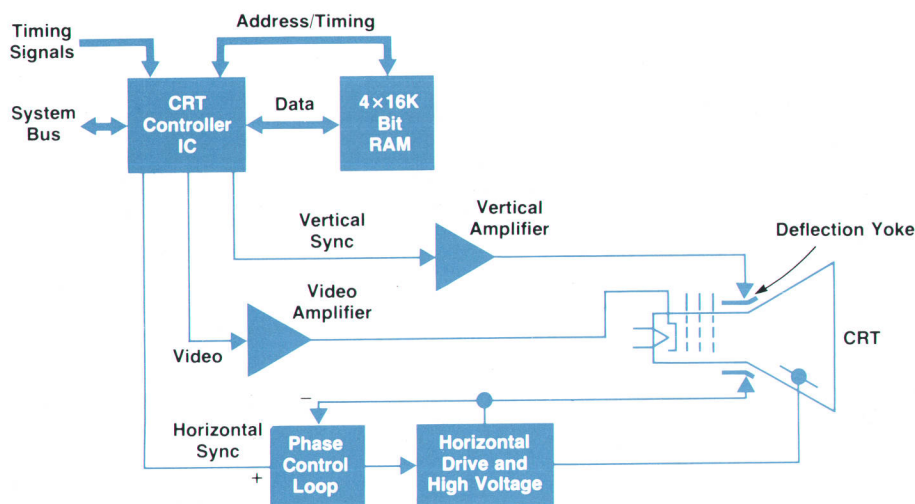 Timing
Signals
Address/Timing
System
Bus
CRT
Controller
IC
Data
4×16K
Bit
RAM
Vertical
Sync
Vertical
Amplifier
Deflection Yoke
Video
Amplifier
Video
CRT
Horizontal
Sync
+
−
Phase
Control
Loop
Horizontal
Drive and
High Voltage